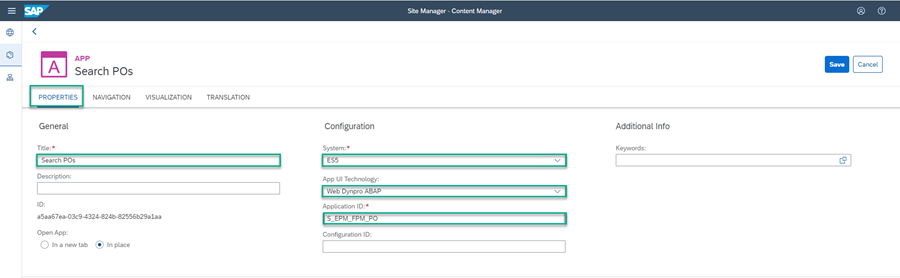 SAP
Site Manager - Content Manager
A
APP
Search POs
Save
Cancel
PROPERTIES
NAVIGATION
VISUALIZATION
TRANSLATION
General
Title:*
Search POs
Description:
ID:
a5aa67ea-03c9-4324-824b-82556b29a1aa
Open App:
In a new tab
In place
Configuration
System:*
ES5
App UI Technology:
Web Dynpro ABAP
Application ID:*
S_EPM_FPM_PO
Configuration ID:
Additional Info
Keywords: